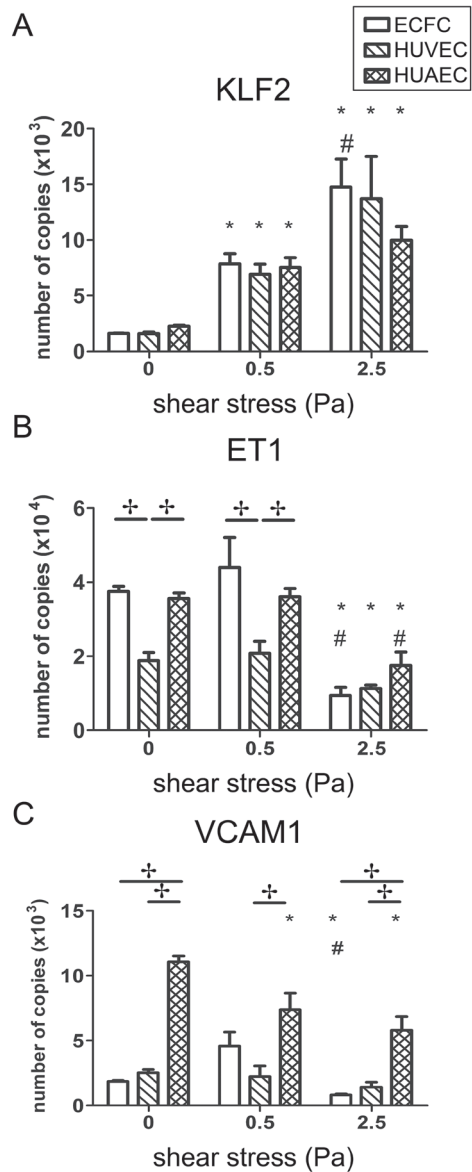 A
ECFC
HUVEC
HUAEC
KLF2
* * *
#
* * *
number of copies (x10³)
20
15
10
5
0
0 0.5 2.5
shear stress (Pa)
B
ET1
✢ ✢ ✢ ✢
* * *
# #
number of copies (x10⁴)
6
4
2
0
0 0.5 2.5
shear stress (Pa)
C
VCAM1
✢ ✢
✢ ✢ ✢
* * *
#
number of copies (x10³)
15
10
5
0
0 0.5 2.5
shear stress (Pa)